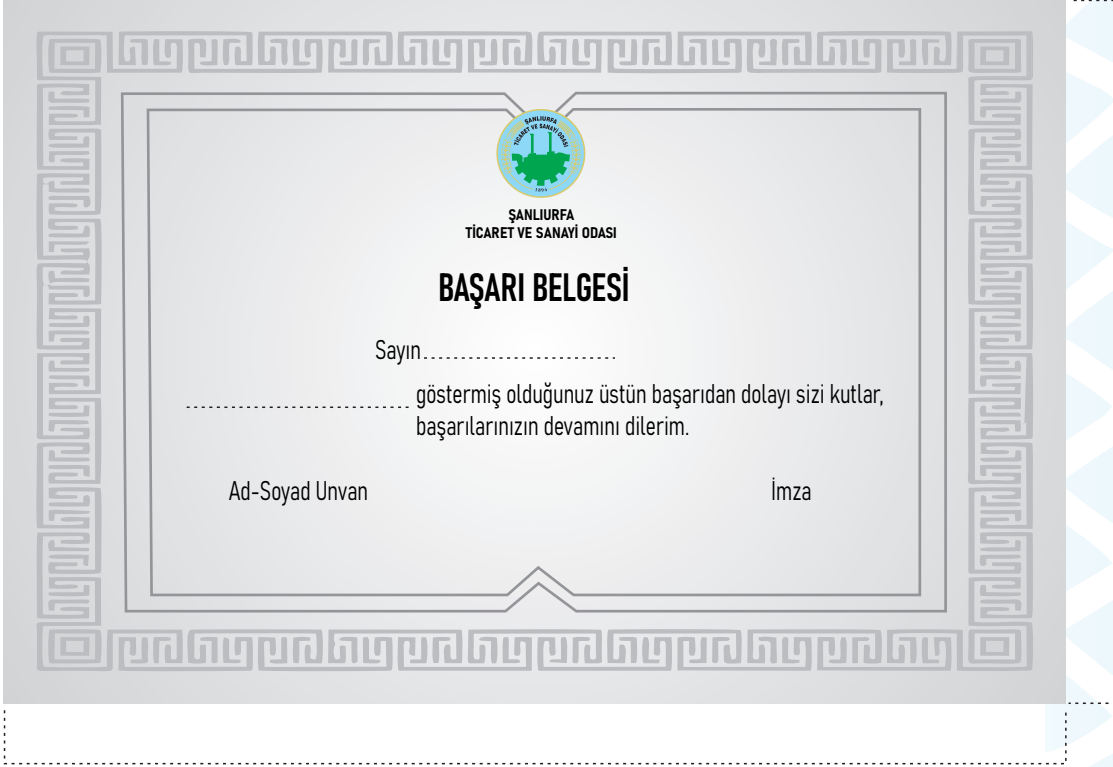 ŞANLIURFA
TİCARET VE SANAYİ ODASI
1894
ŞANLIURFA
TİCARET VE SANAYİ ODASI
BAŞARI BELGESİ
Sayın..........................
.............................. göstermiş olduğunuz üstün başarıdan dolayı sizi kutlar,
başarılarınızın devamını dilerim.
Ad-Soyad Unvan İmza